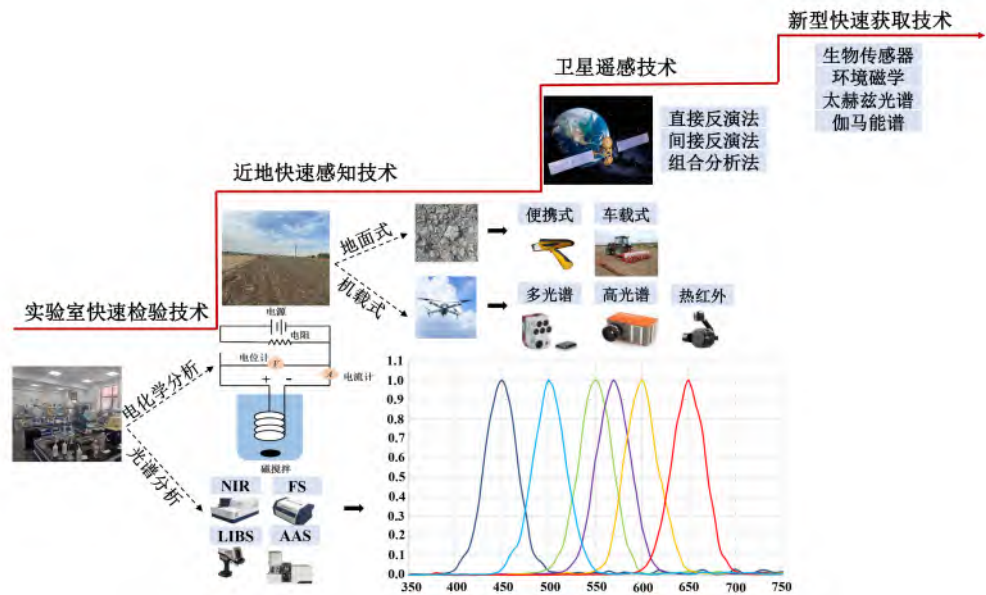 新型快速获取技术
生物传感器
环境磁学
太赫兹光谱
伽马能谱
卫星遥感技术
直接反演法
间接反演法
组合分析法
近地快速感知技术
地面式
机载式
便携式
车载式
多光谱
高光谱
热红外
实验室快速检验技术
电化学分析
光谱分析
电源
电阻
电位计
V
A
电流计
+
-
磁搅拌
NIR
FS
LIBS
AAS
1.1
1.0
0.9
0.8
0.7
0.6
0.5
0.4
0.3
0.2
0.1
0.0
350 400 450 500 550 600 650 700 750